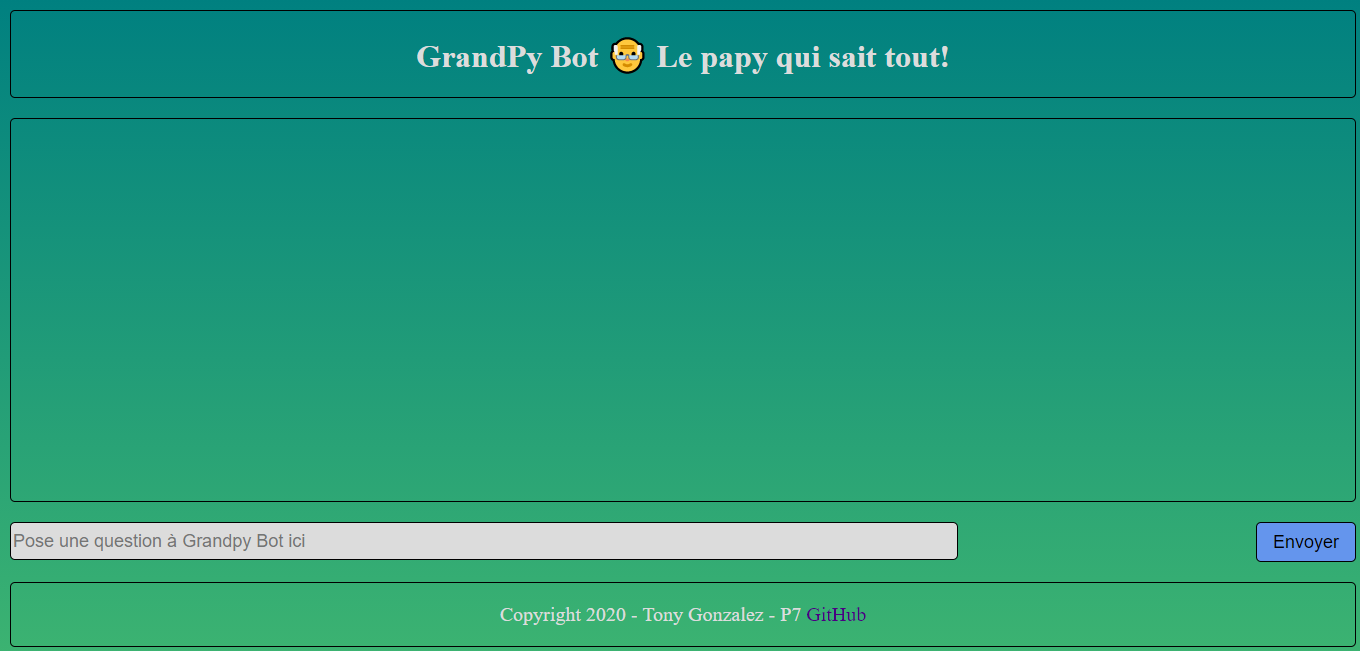 GrandPy Bot 👴 Le papy qui sait tout!
Pose une question à Grandpy Bot ici
Envoyer
Copyright 2020 - Tony Gonzalez - P7 GitHub